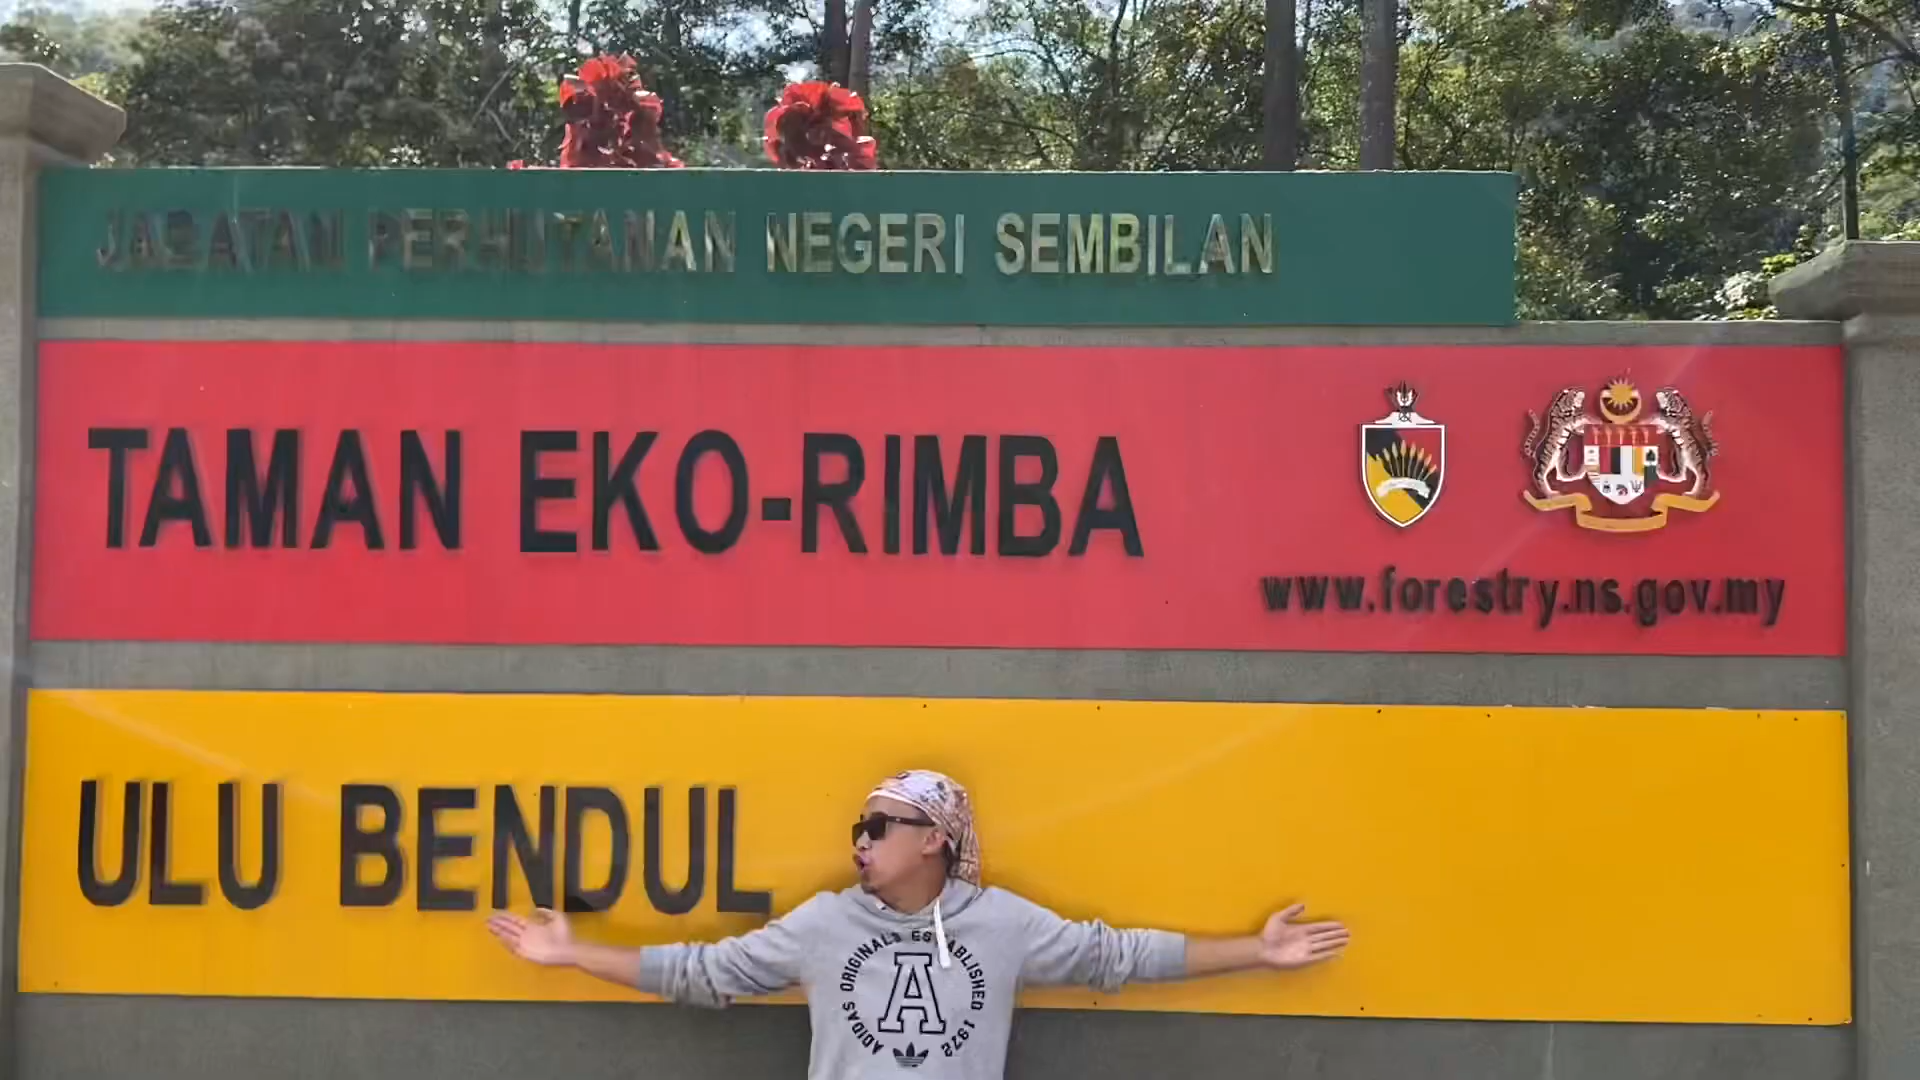 JABATAN PERHUTANAN NEGERI SEMBILAN
TAMAN EKO-RIMBA
www.forestry.ns.gov.my
ULU BENDUL
ADIDAS ORIGINALS ESTABLISHED 1972
A